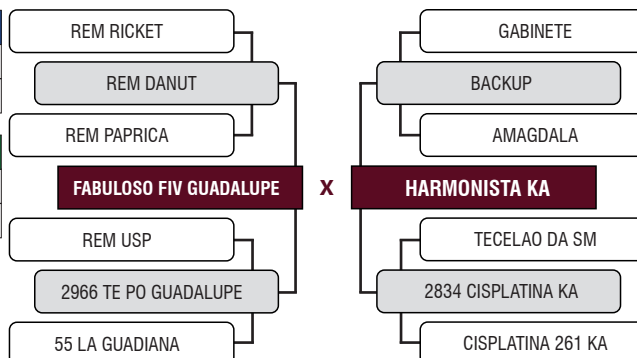 REM RICKET
GABINETE
REM DANUT
BACKUP
REM PAPRICA
AMAGDALA
FABULOSO FIV GUADALUPE X HARMONISTA KA
REM USP
TECELAO DA SM
2966 TE PO GUADALUPE
2834 CISPLATINA KA
55 LA GUADIANA
CISPLATINA 261 KA